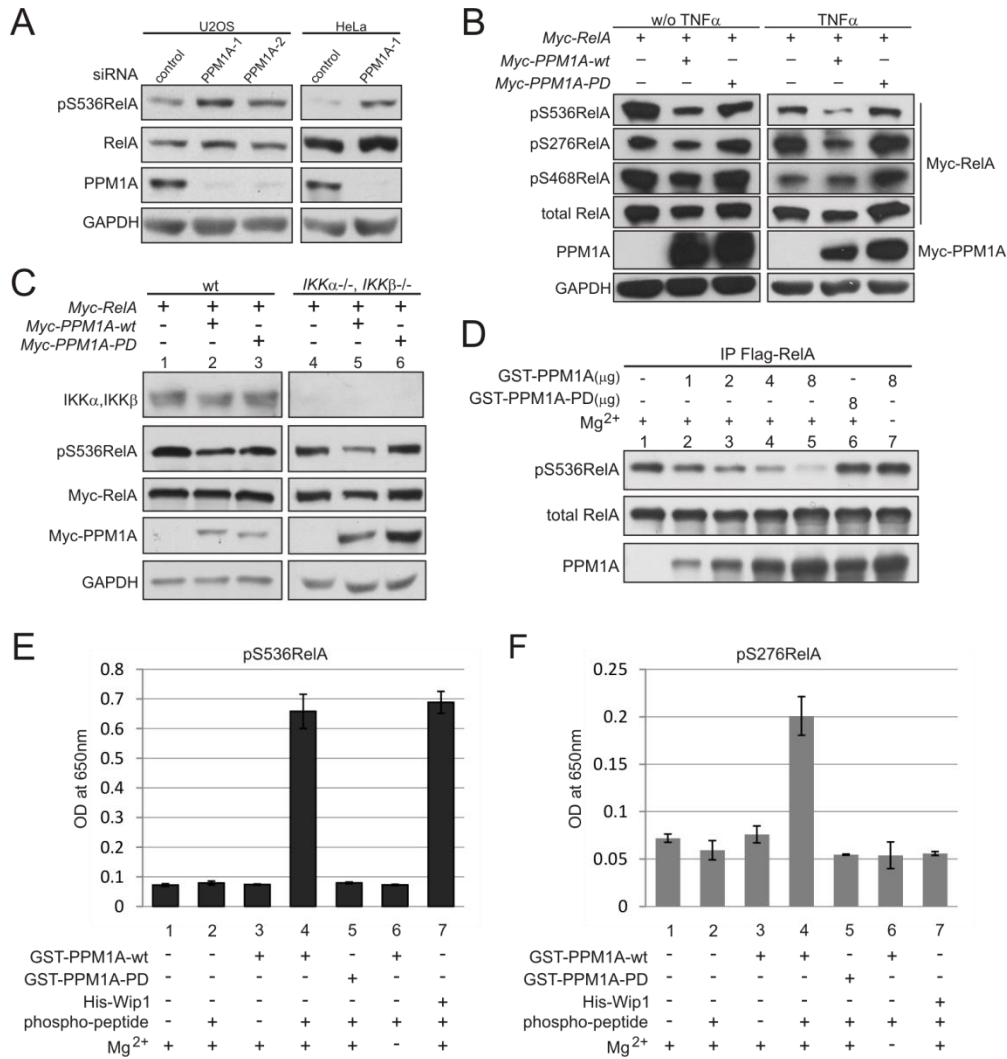 A
U2OS HeLa
siRNA control PPM1A-1 PPM1A-2 control PPM1A-1
pS536RelA
RelA
PPM1A
GAPDH
B
w/o TNFα TNFα
Myc-RelA + + + + + +
Myc-PPM1A-wt – + – – + –
Myc-PPM1A-PD – – + – – +
pS536RelA
pS276RelA
pS468RelA
total RelA
Myc-RelA
PPM1A Myc-PPM1A
GAPDH
C
wt IKKα-/-, IKKβ-/-
Myc-RelA + + + + + +
Myc-PPM1A-wt - + - - + -
Myc-PPM1A-PD - - + - - +
1 2 3 4 5 6
IKKα,IKKβ
pS536RelA
Myc-RelA
Myc-PPM1A
GAPDH
D
IP Flag-RelA
GST-PPM1A(μg) - 1 2 4 8 - 8
GST-PPM1A-PD(μg) - - - - - 8 -
Mg2+ + + + + + + -
1 2 3 4 5 6 7
pS536RelA
total RelA
PPM1A
E
pS536RelA
OD at 650nm
0.8
0.7
0.6
0.5
0.4
0.3
0.2
0.1
0
1 2 3 4 5 6 7
GST-PPM1A-wt - - + + - + -
GST-PPM1A-PD - - - - + - -
His-Wip1 - - - - - - +
phospho-peptide - + - + + + +
Mg2+ + + + + + - +
F
pS276RelA
OD at 650nm
0.25
0.2
0.15
0.1
0.05
0
1 2 3 4 5 6 7
GST-PPM1A-wt - - + + - + -
GST-PPM1A-PD - - - - + - -
His-Wip1 - - - - - - +
phospho-peptide - + - + + + +
Mg2+ + + + + + - +